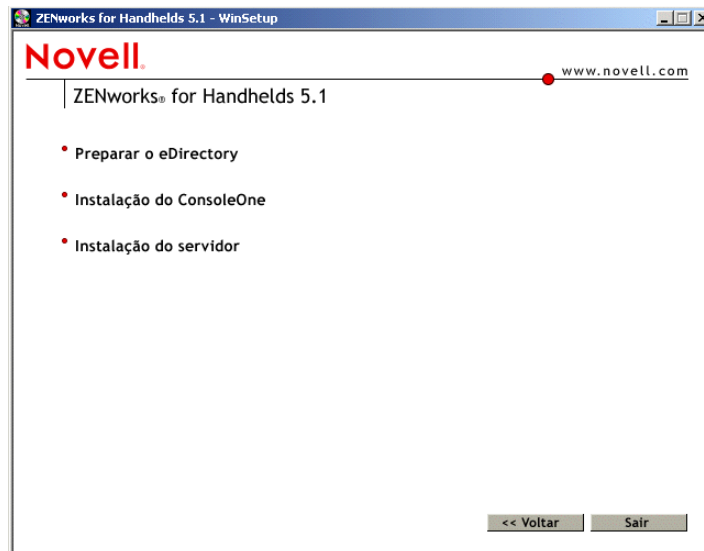 ZENworks for Handhelds 5.1 - WinSetup
Novell.
www.novell.com
ZENworks® for Handhelds 5.1
Preparar o eDirectory
Instalação do ConsoleOne
Instalação do servidor
<< Voltar
Sair